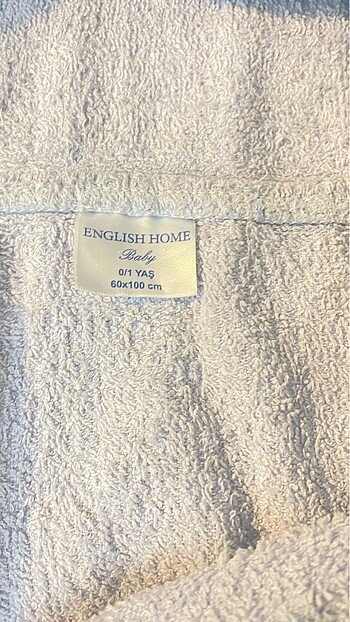 ENGLISH HOME
Baby
0/1 YAŞ
60x100 cm